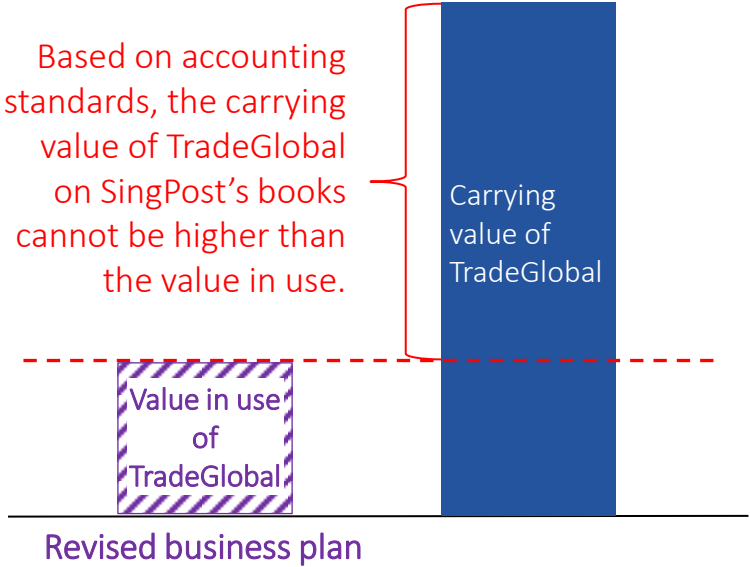 Based on accounting
standards, the carrying
value of TradeGlobal
on SingPost’s books
cannot be higher than
the value in use.
Carrying
value of
TradeGlobal
Value in use
of
TradeGlobal
Revised business plan